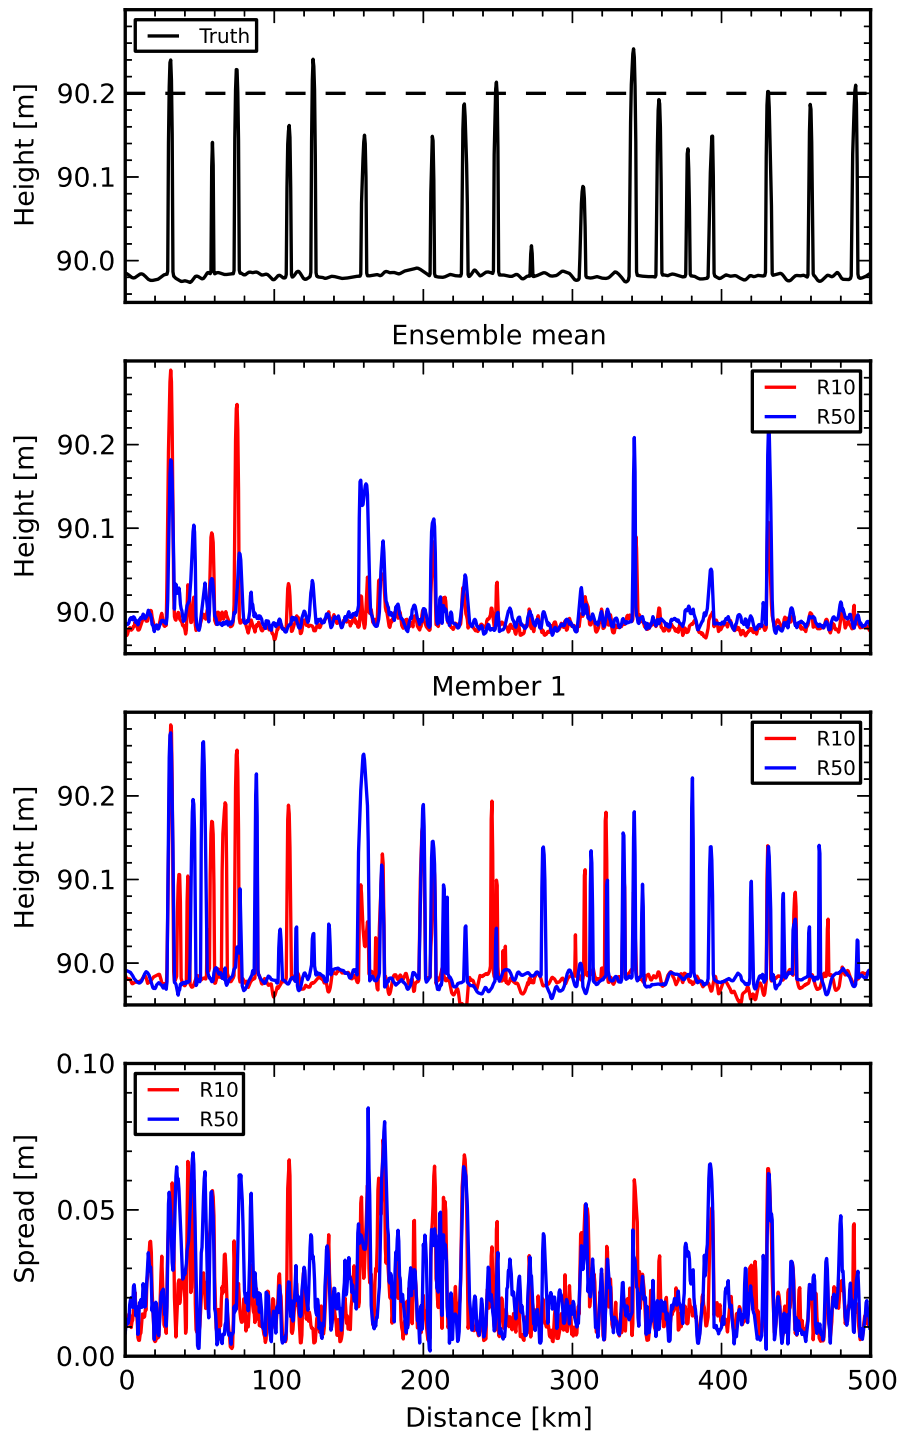 Truth
90.2
90.1
90.0
Height [m]
Ensemble mean
R10
R50
90.2
90.1
90.0
Height [m]
Member 1
R10
R50
90.2
90.1
90.0
Height [m]
0.10
R10
R50
0.05
0.00
Spread [m]
0 100 200 300 400 500
Distance [km]